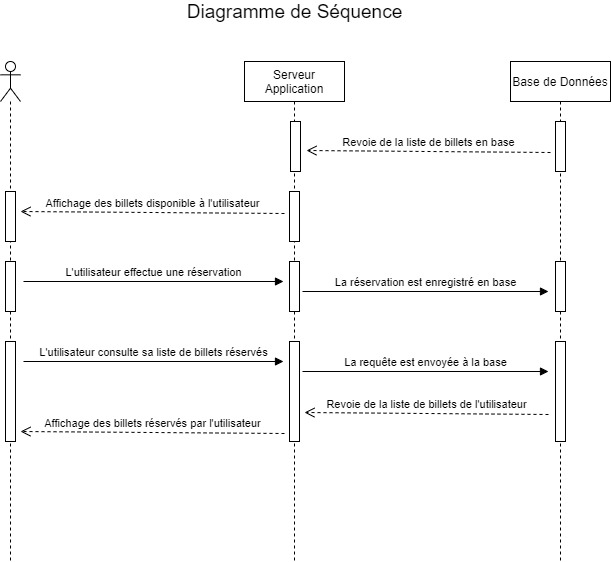 Diagramme de Séquence
Serveur
Application
Base de Données
Revoie de la liste de billets en base
Affichage des billets disponible à l'utilisateur
L'utilisateur effectue une réservation
La réservation est enregistré en base
L'utilisateur consulte sa liste de billets réservés
La requête est envoyée à la base
Revoie de la liste de billets de l'utilisateur
Affichage des billets réservés par l'utilisateur